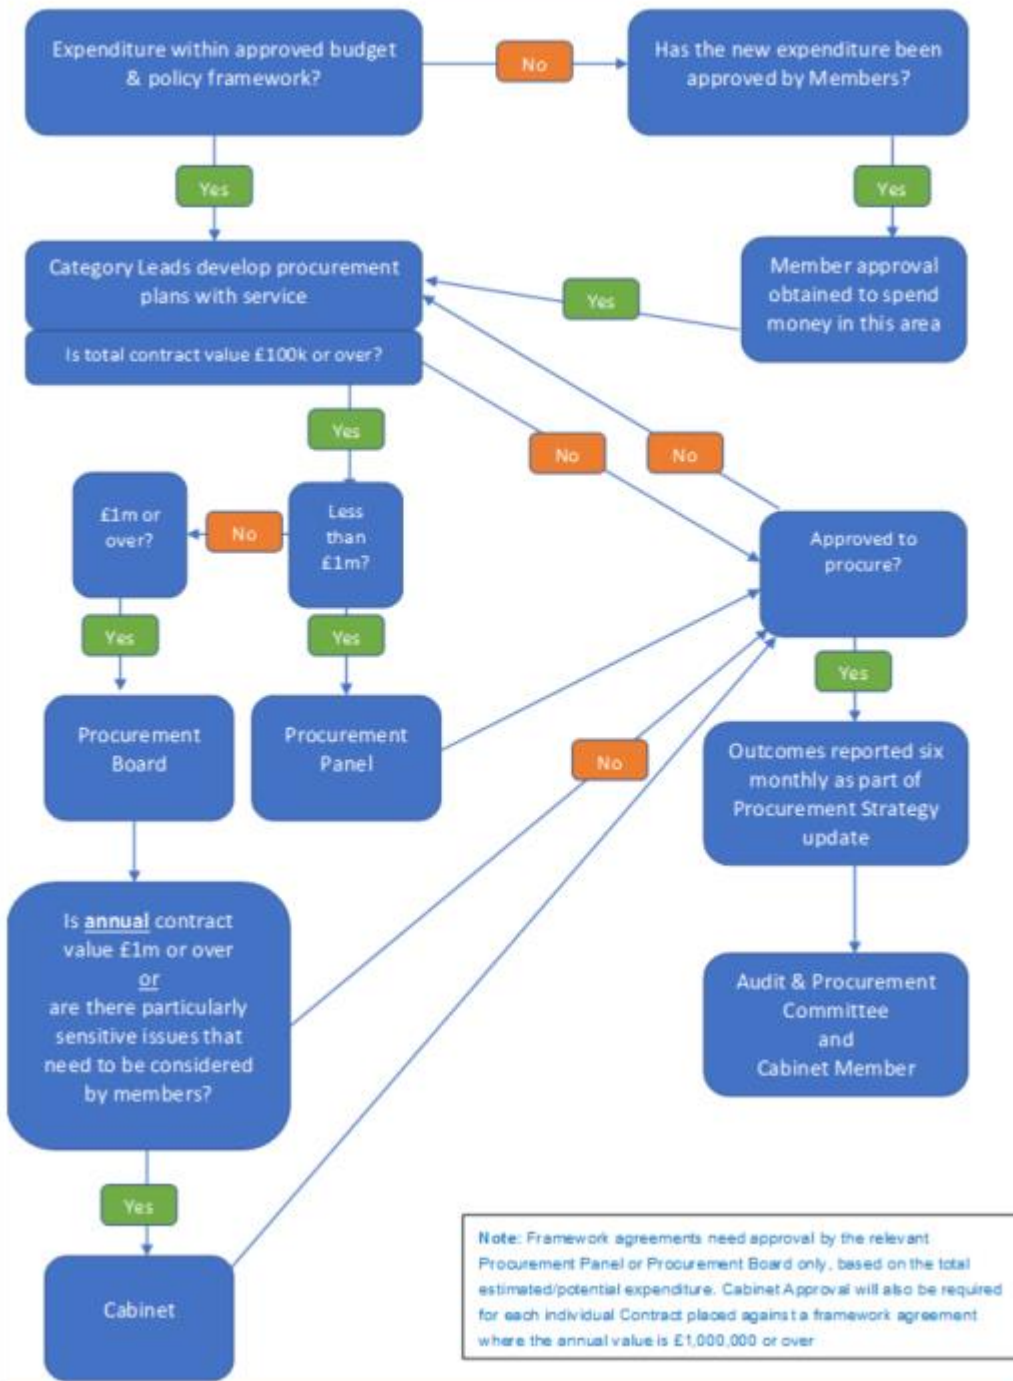 Expenditure within approved budget
& policy framework?
No
Has the new expenditure been
approved by Members?
Yes
Yes
Category Leads develop procurement
plans with service
Yes
Member approval
obtained to spend
money in this area
Is total contract value £100k or over?
Yes
No
No
£1m or
over?
No
Less
than
£1m?
Approved to
procure?
Yes
Yes
Yes
Procurement
Board
Procurement
Panel
No
Outcomes reported six
monthly as part of
Procurement Strategy
update
Is annual contract
value £1m or over
or
are there particularly
sensitive issues that
need to be considered
by members?
Audit & Procurement
Committee
and
Cabinet Member
Yes
Cabinet
Note: Framework agreements need approval by the relevant
Procurement Panel or Procurement Board only, based on the total
estimated/potential expenditure. Cabinet Approval will also be required
for each individual Contract placed against a framework agreement
where the annual value is £1,000,000 or over